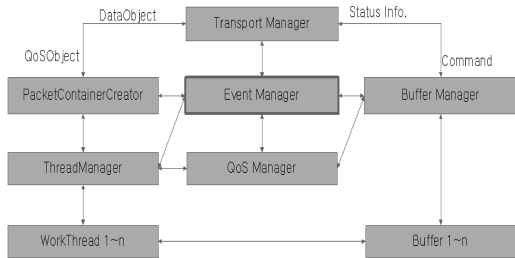 DataObject
Transport Manager
Status Info.
QoSObject
Command
PacketContainerCreator
Event Manager
Buffer Manager
ThreadManager
QoS Manager
WorkThread 1~n
Buffer 1~n